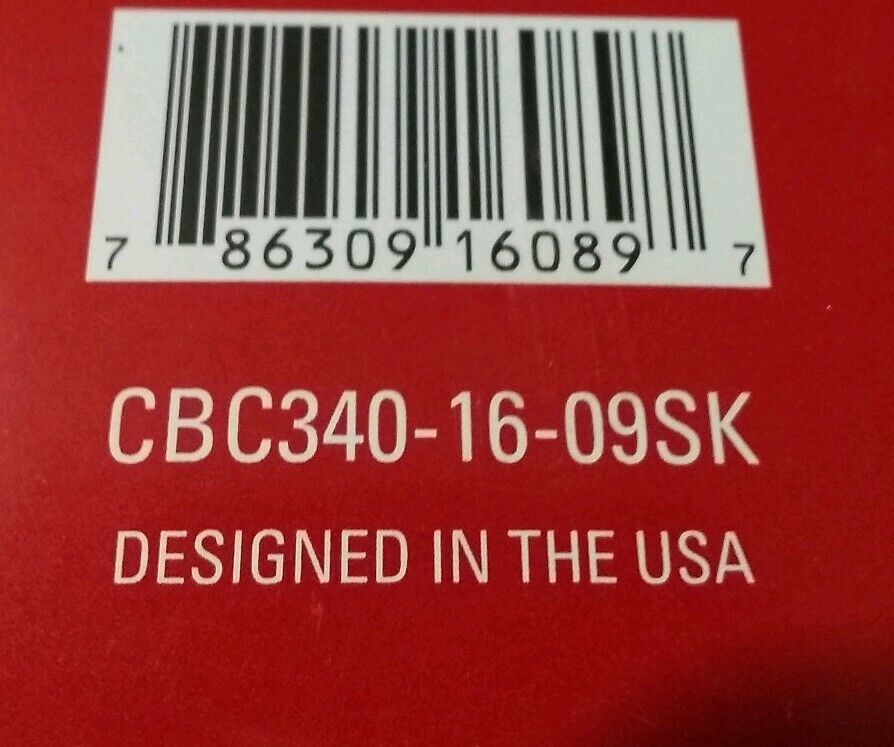 7 86309 16089 7
CBC340-16-09SK
DESIGNED IN THE USA